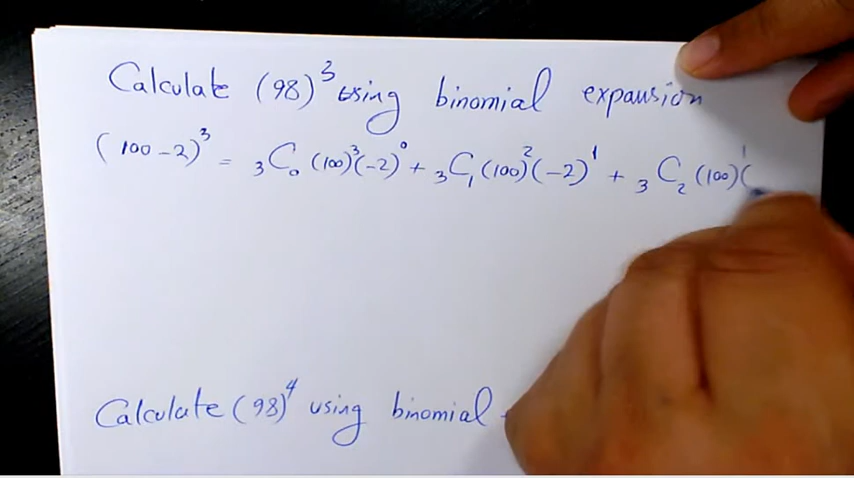 Calculate (98)³ using binomial expansion
(100-2)³ = ₃C₀ (100)³(-2)⁰ + ₃C₁ (100)²(-2)¹ + ₃C₂ (100)¹(
Calculate (98)⁴ using binomial